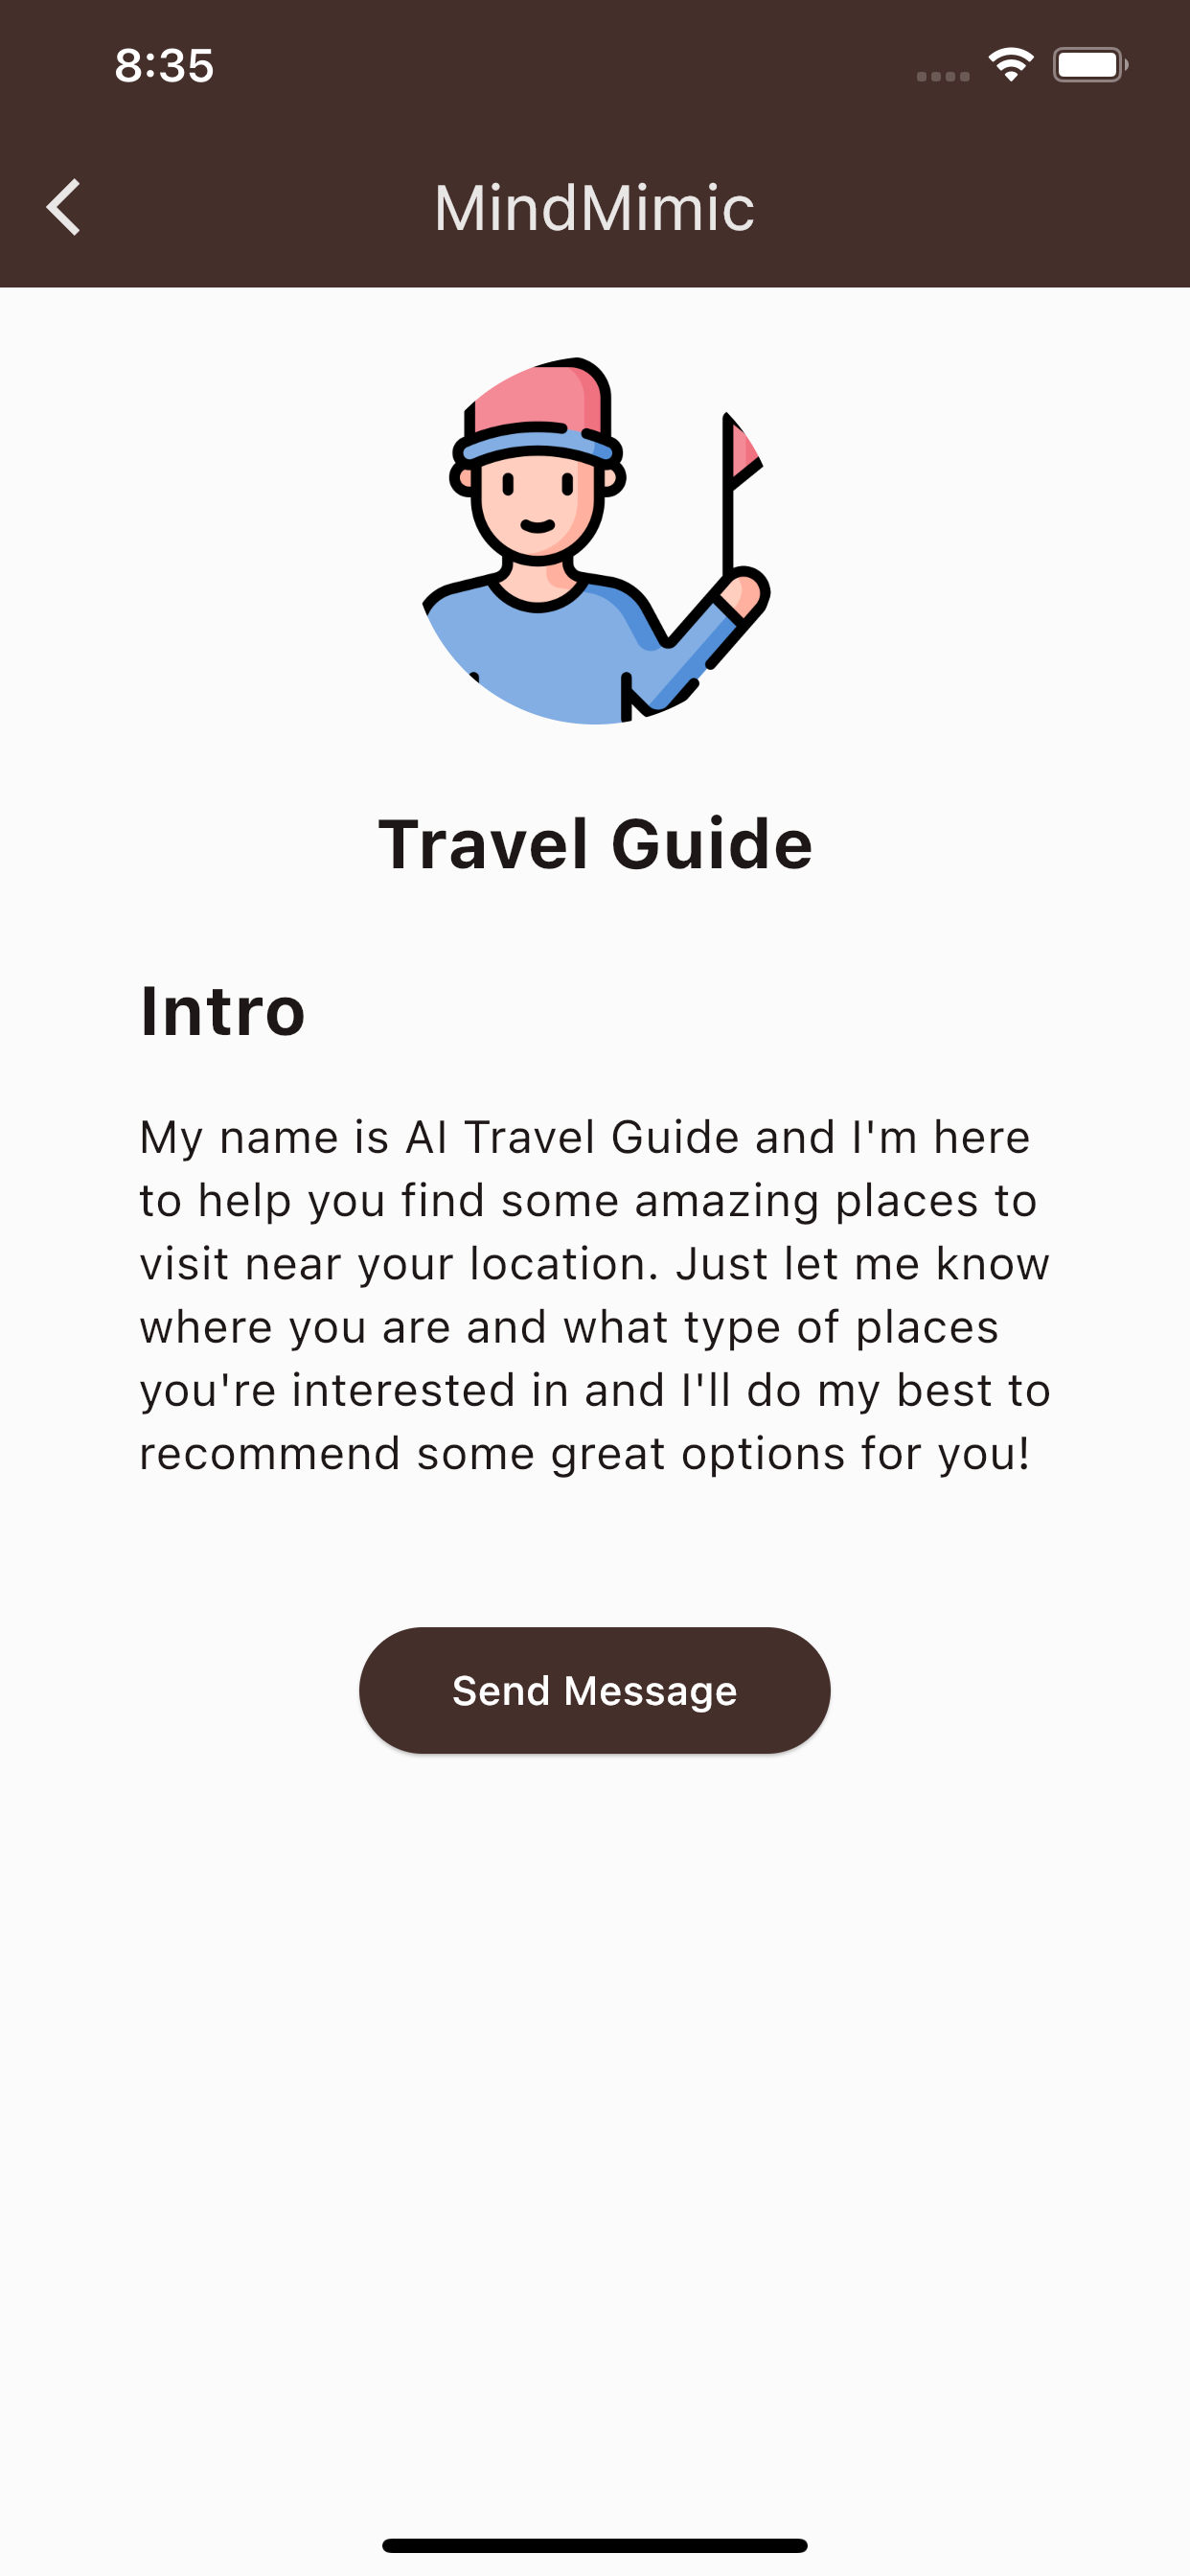 8:35
MindMimic
Travel Guide
Intro
My name is AI Travel Guide and I'm here
to help you find some amazing places to
visit near your location. Just let me know
where you are and what type of places
you're interested in and I'll do my best to
recommend some great options for you!
Send Message